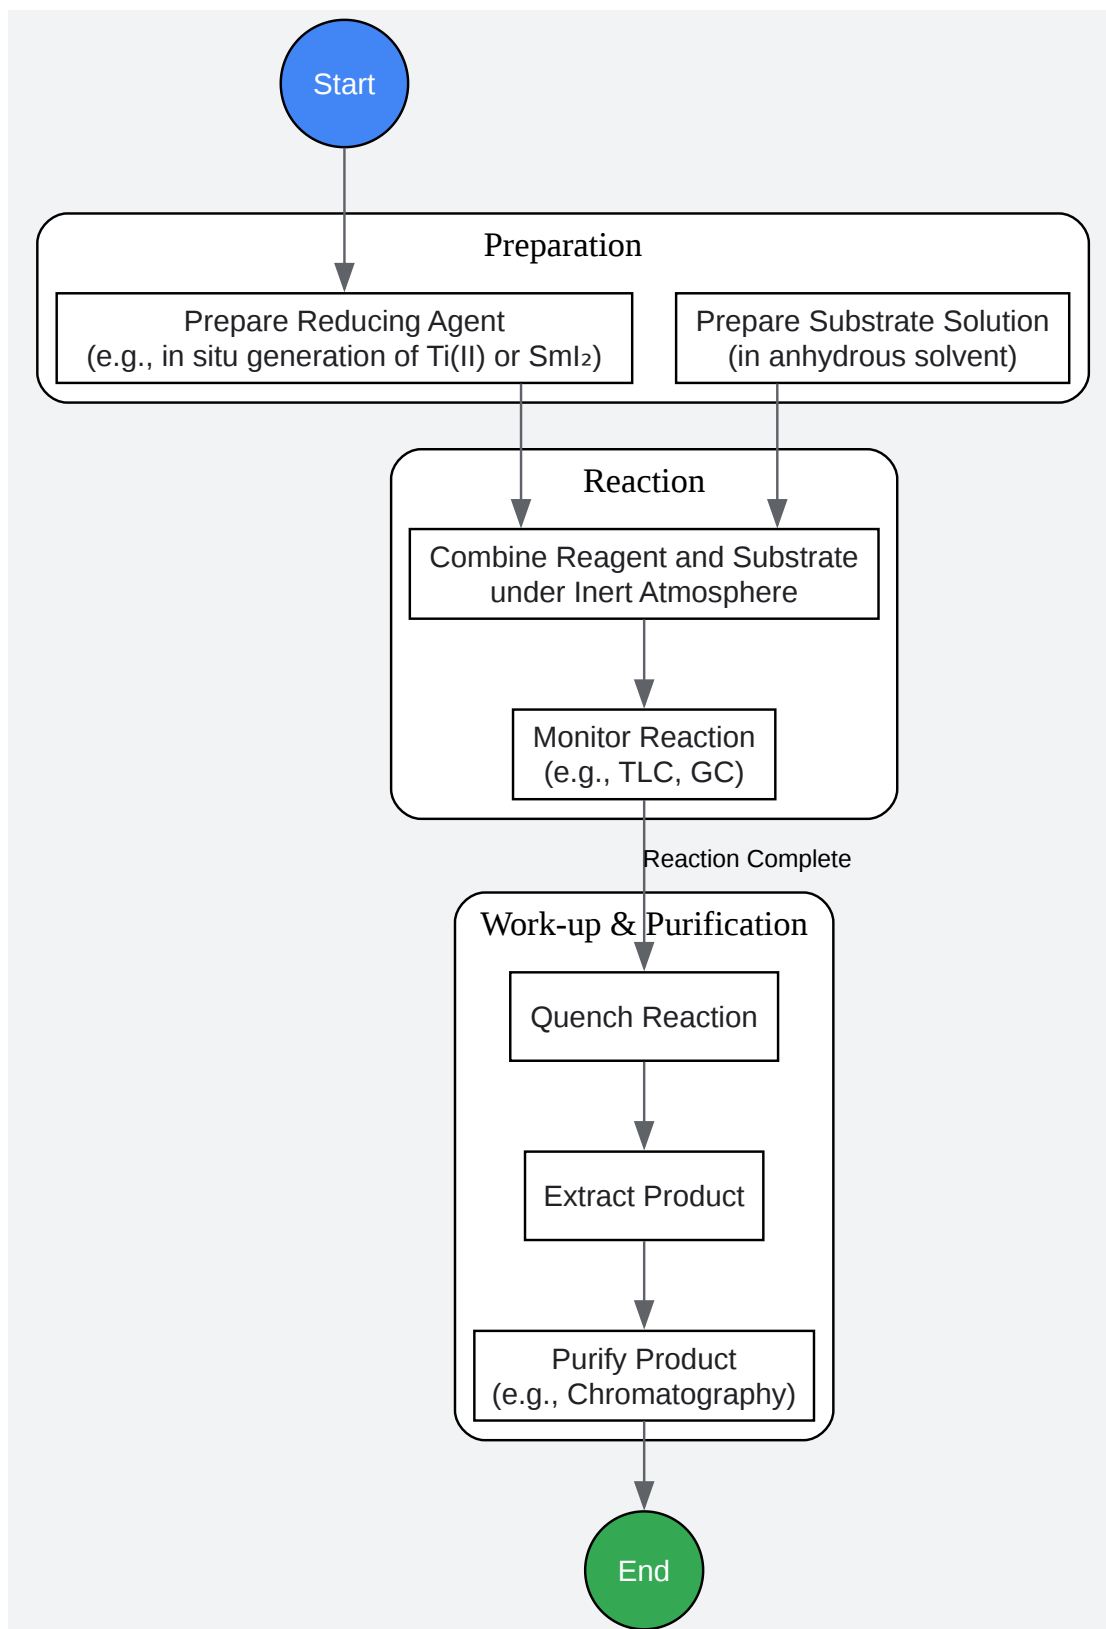 Start
Preparation
Prepare Reducing Agent
(e.g., in situ generation of Ti(II) or SmI₂)
Prepare Substrate Solution
(in anhydrous solvent)
Reaction
Combine Reagent and Substrate
under Inert Atmosphere
Monitor Reaction
(e.g., TLC, GC)
Reaction Complete
Work-up & Purification
Quench Reaction
Extract Product
Purify Product
(e.g., Chromatography)
End